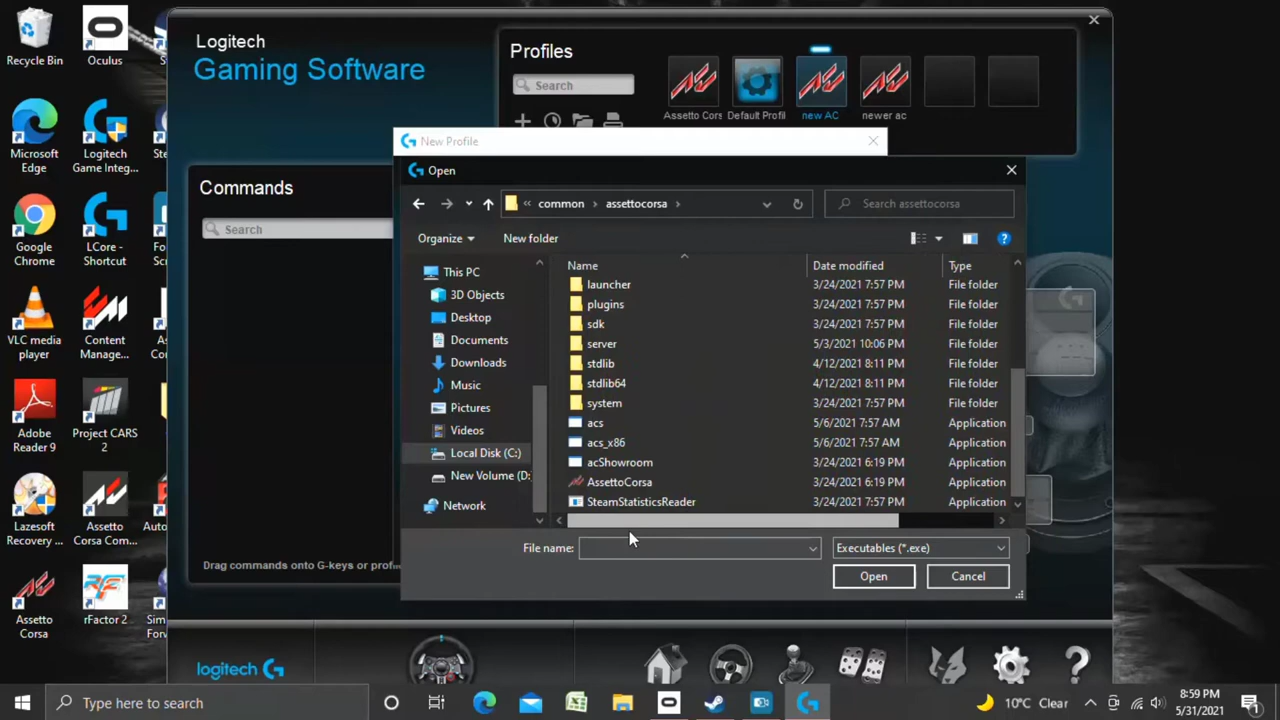 Recycle Bin
Oculus
Microsoft
Edge
Logitech
Game Integ...
Google
Chrome
LCore -
Shortcut
VLC media
player
Content
Manage...
Adobe
Reader 9
Project CARS
2
Lazesoft
Recovery ...
Assetto
Corsa Com...
Assetto
Corsa
rFactor 2
Logitech
Gaming Software
Profiles
Search
Assetto Cors
Default Profil
new AC
newer ac
Commands
Search
Drag commands onto G-keys or profi
New Profile
Open
« common › assettocorsa ›
Search assettocorsa
Organize
New folder
This PC
3D Objects
Desktop
Documents
Downloads
Music
Pictures
Videos
Local Disk (C:)
New Volume (D:
Network
Name Date modified Type
launcher 3/24/2021 7:57 PM File folder
plugins 3/24/2021 7:57 PM File folder
sdk 3/24/2021 7:57 PM File folder
server 5/3/2021 10:06 PM File folder
stdlib 4/12/2021 8:11 PM File folder
stdlib64 4/12/2021 8:11 PM File folder
system 3/24/2021 7:57 PM File folder
acs 5/6/2021 7:57 AM Application
acs_x86 5/6/2021 7:57 AM Application
acShowroom 3/24/2021 6:19 PM Application
AssettoCorsa 3/24/2021 6:19 PM Application
SteamStatisticsReader 3/24/2021 7:57 PM Application
File name:
Executables (*.exe)
Open
Cancel
logitech G
?
Type here to search
10°C Clear
8:59 PM
5/31/2021
1